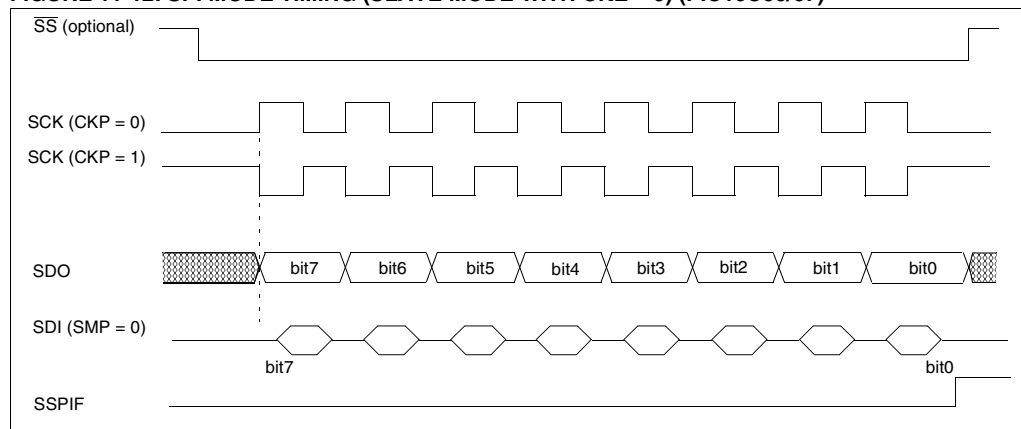 SS (optional)
SCK (CKP = 0)
SCK (CKP = 1)
SDO bit7 bit6 bit5 bit4 bit3 bit2 bit1 bit0
SDI (SMP = 0)
bit7 bit0
SSPIF